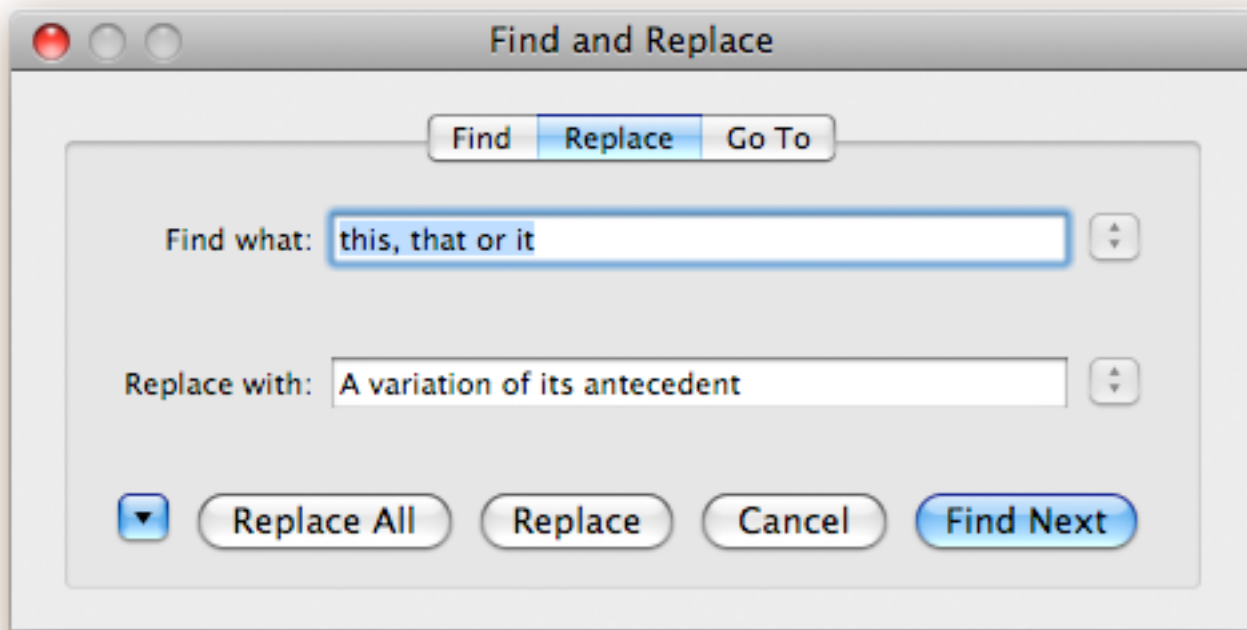 Find and Replace
Find Replace Go To
Find what: this, that or it
Replace with: A variation of its antecedent
Replace All Replace Cancel Find Next